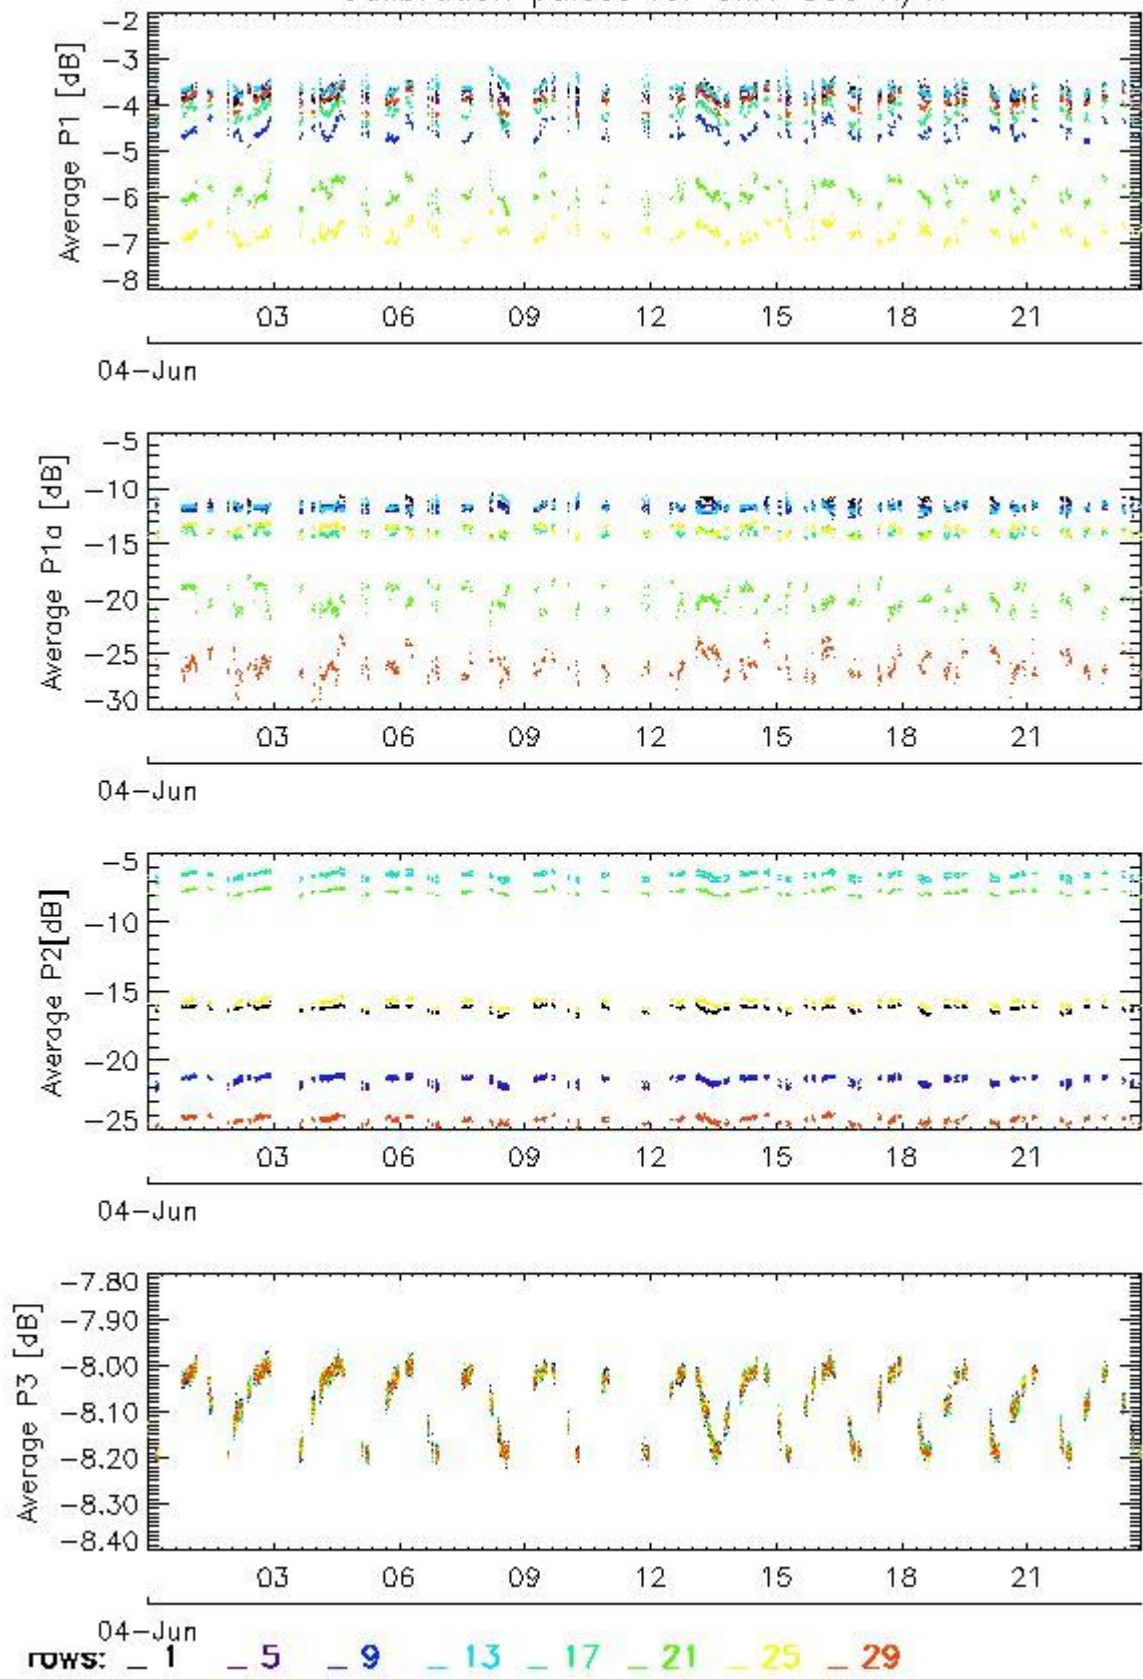 -2
-3
-4
-5
-6
-7
-8
Average P1 [dB]
03 06 09 12 15 18 21
04-Jun
-5
-10
-15
-20
-25
-30
Average P1a [dB]
03 06 09 12 15 18 21
04-Jun
-5
-10
-15
-20
-25
Average P2[dB]
03 06 09 12 15 18 21
04-Jun
-7.80
-7.90
-8.00
-8.10
-8.20
-8.30
-8.40
Average P3 [dB]
03 06 09 12 15 18 21
04-Jun
rows: _ 1 _ 5 _ 9 _ 13 _ 17 _ 21 _ 25 _ 29